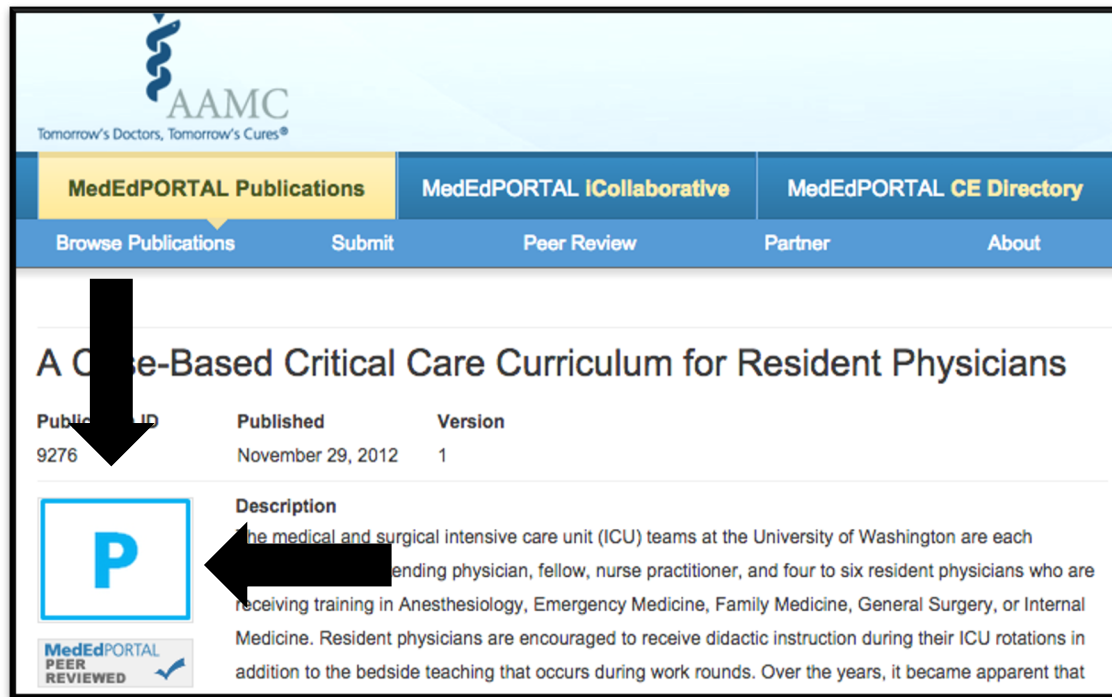 AAMC
Tomorrow's Doctors, Tomorrow's Cures®
MedEdPORTAL Publications MedEdPORTAL iCollaborative MedEdPORTAL CE Directory
Browse Publications Submit Peer Review Partner About
A C se-Based Critical Care Curriculum for Resident Physicians
Public n ID Published Version
9276 November 29, 2012 1
P
Description
he medical and surgical intensive care unit (ICU) teams at the University of Washington are each
ending physician, fellow, nurse practitioner, and four to six resident physicians who are
receiving training in Anesthesiology, Emergency Medicine, Family Medicine, General Surgery, or Internal
Medicine. Resident physicians are encouraged to receive didactic instruction during their ICU rotations in
addition to the bedside teaching that occurs during work rounds. Over the years, it became apparent that
MedEdPORTAL
PEER
REVIEWED